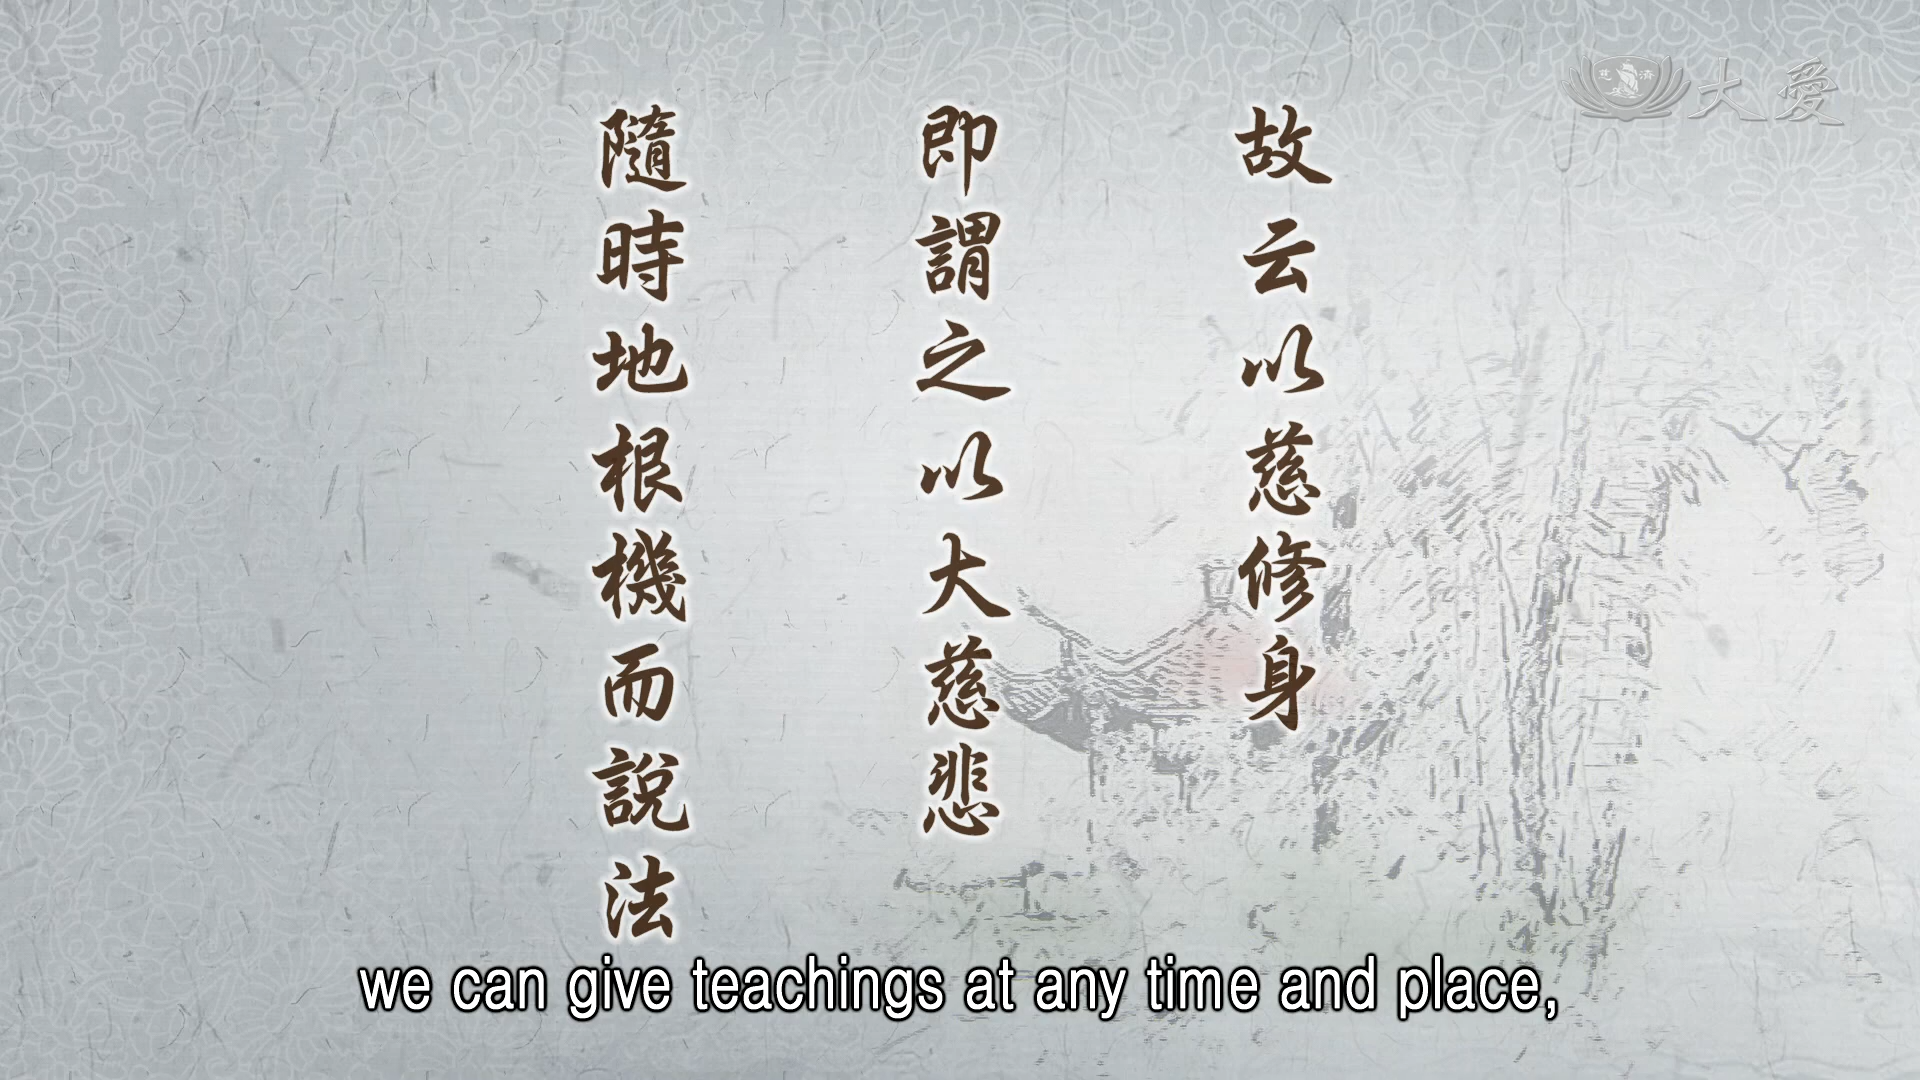 故云以慈修身
即謂之以大慈悲
隨時地根機而說法
大愛
we can give teachings at any time and place,